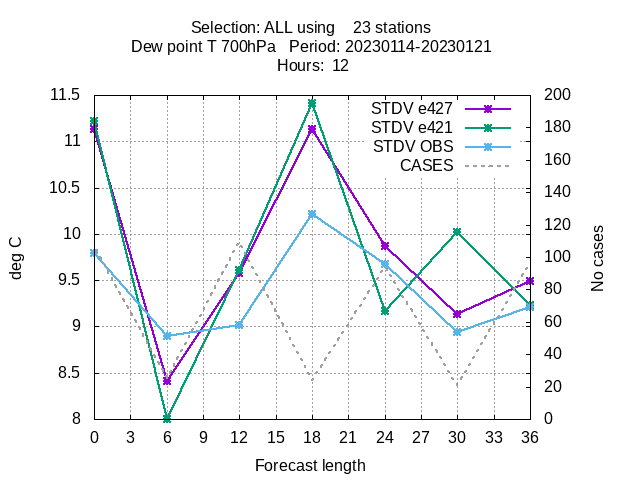 Selection: ALL using    23 stations
Dew point T 700hPa   Period: 20230114-20230121
Hours:  12
STDV e427
STDV e421
STDV OBS
CASES
deg C
11.5
11
10.5
10
9.5
9
8.5
8
No cases
200
180
160
140
120
100
80
60
40
20
0
0 3 6 9 12 15 18 21 24 27 30 33 36
Forecast length